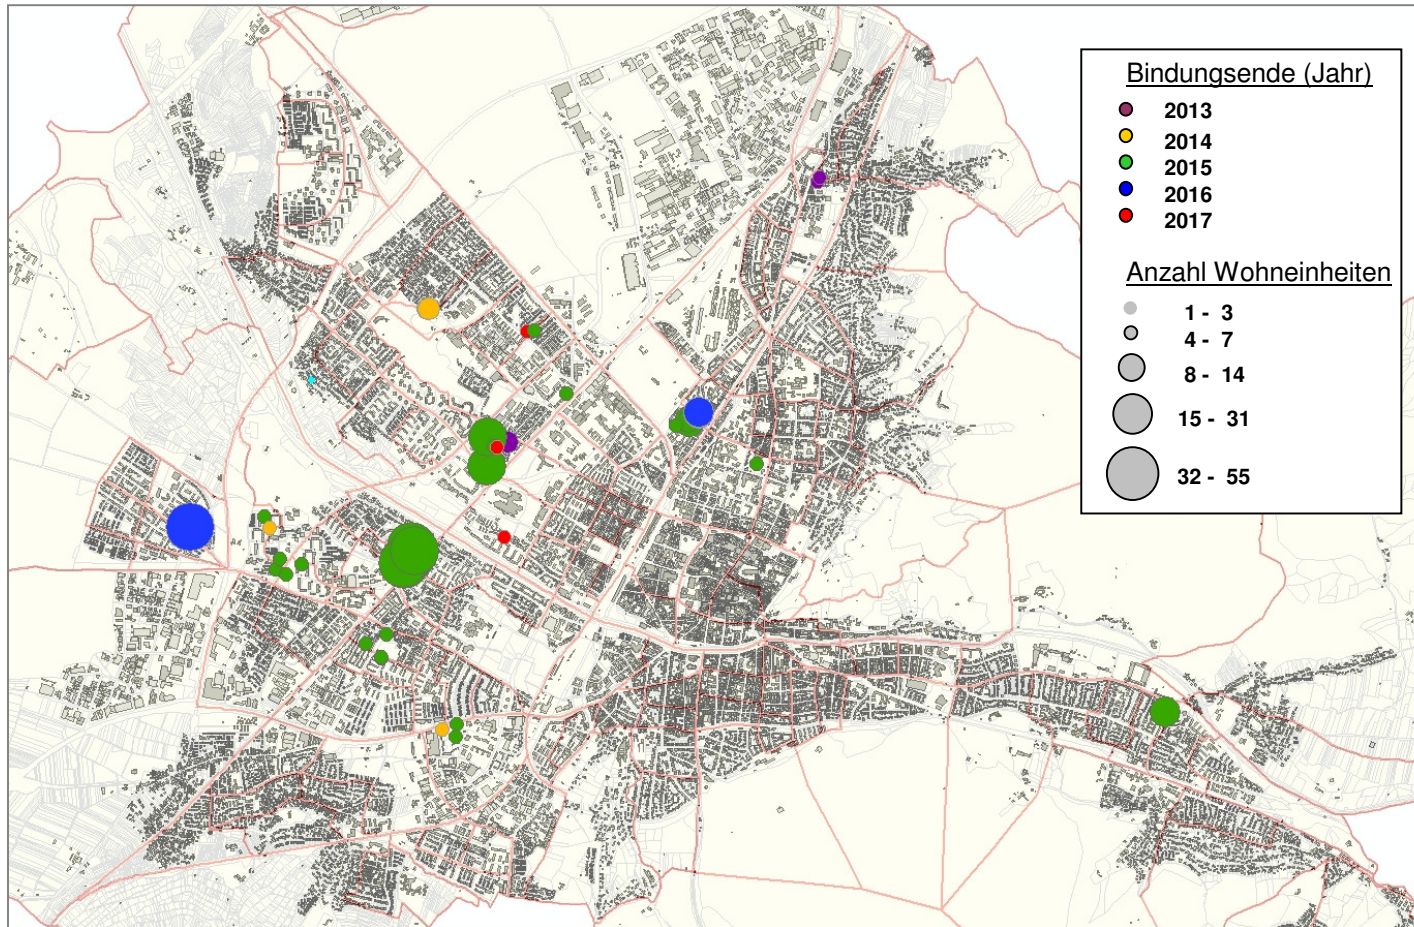 Bindungsende (Jahr)
2013
2014
2015
2016
2017
Anzahl Wohneinheiten
1 - 3
4 - 7
8 - 14
15 - 31
32 - 55